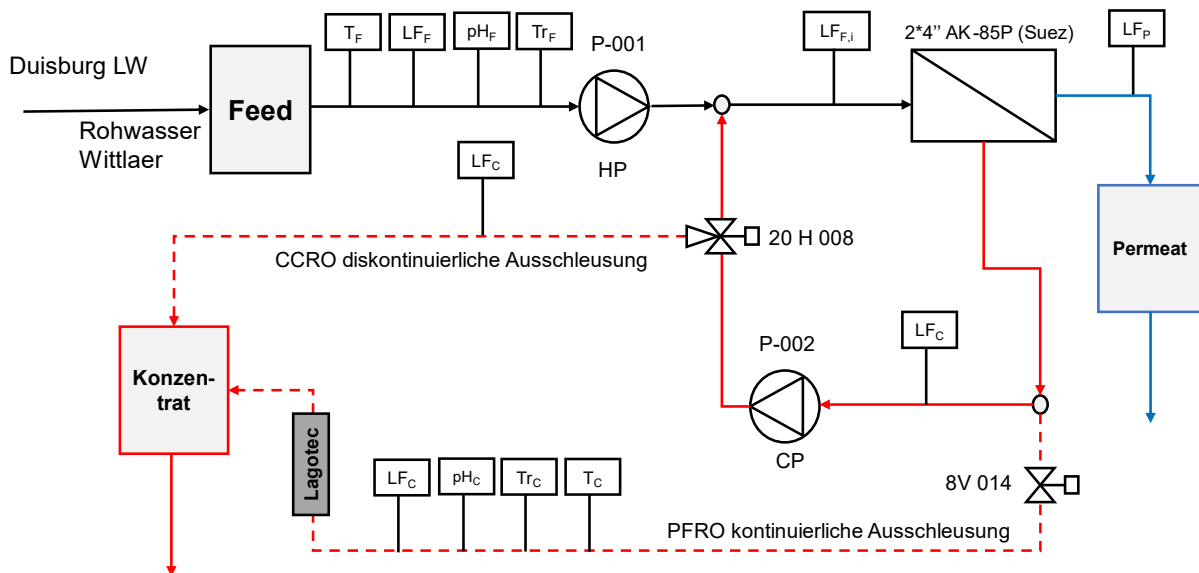 T_F
LF_F
pH_F
Tr_F
P-001
LF_F,i
2*4’’ AK-85P (Suez)
LF_P
Duisburg LW
Feed
Rohwasser
Wittlaer
HP
LF_C
20 H 008
CCRO diskontinuierliche Ausschleusung
Permeat
P-002
LF_C
Konzen-
trat
CP
Lagotec
LF_C
pH_C
Tr_C
T_C
8V 014
PFRO kontinuierliche Ausschleusung